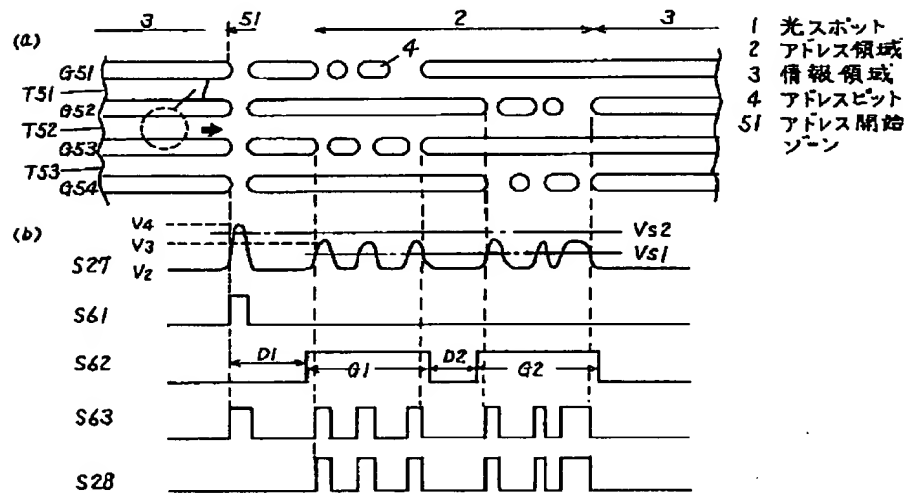 3
51
2
3
(a)
4
G51
T51
G52
T52
G53
T53
G54
1 光スポット
2 アドレス領域
3 情報領域
4 アドレスピット
51 アドレス開始
ゾーン
(b)
V4
V3
V2
Vs2
Vs1
S27
S61
S62
D1
G1
D2
G2
S63
S28